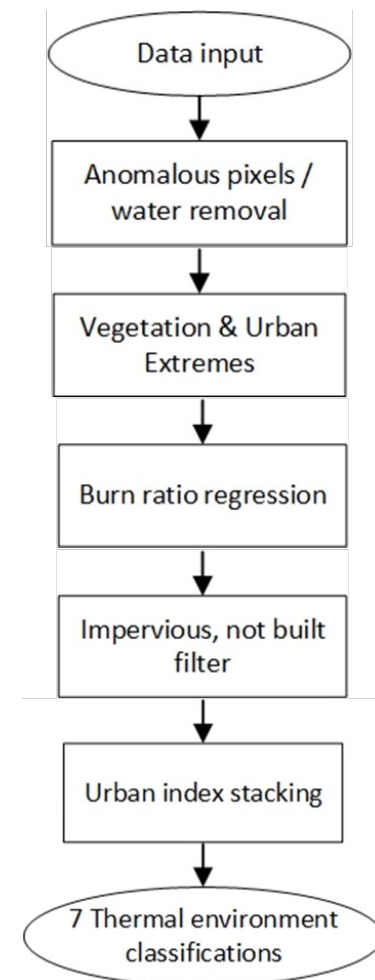 Data input
Anomalous pixels /
water removal
Vegetation & Urban
Extremes
Burn ratio regression
Impervious, not built
filter
Urban index stacking
7 Thermal environment
classifications